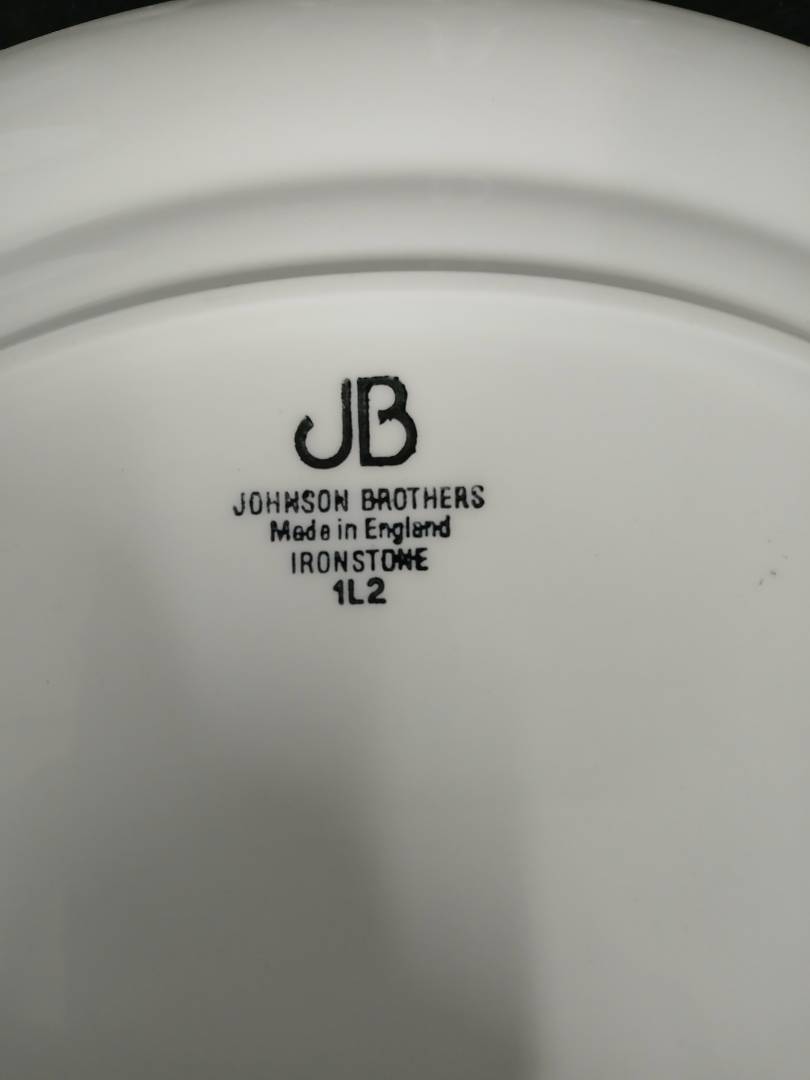 JB
JOHNSON BROTHERS
Made in England
IRONSTONE
1L2